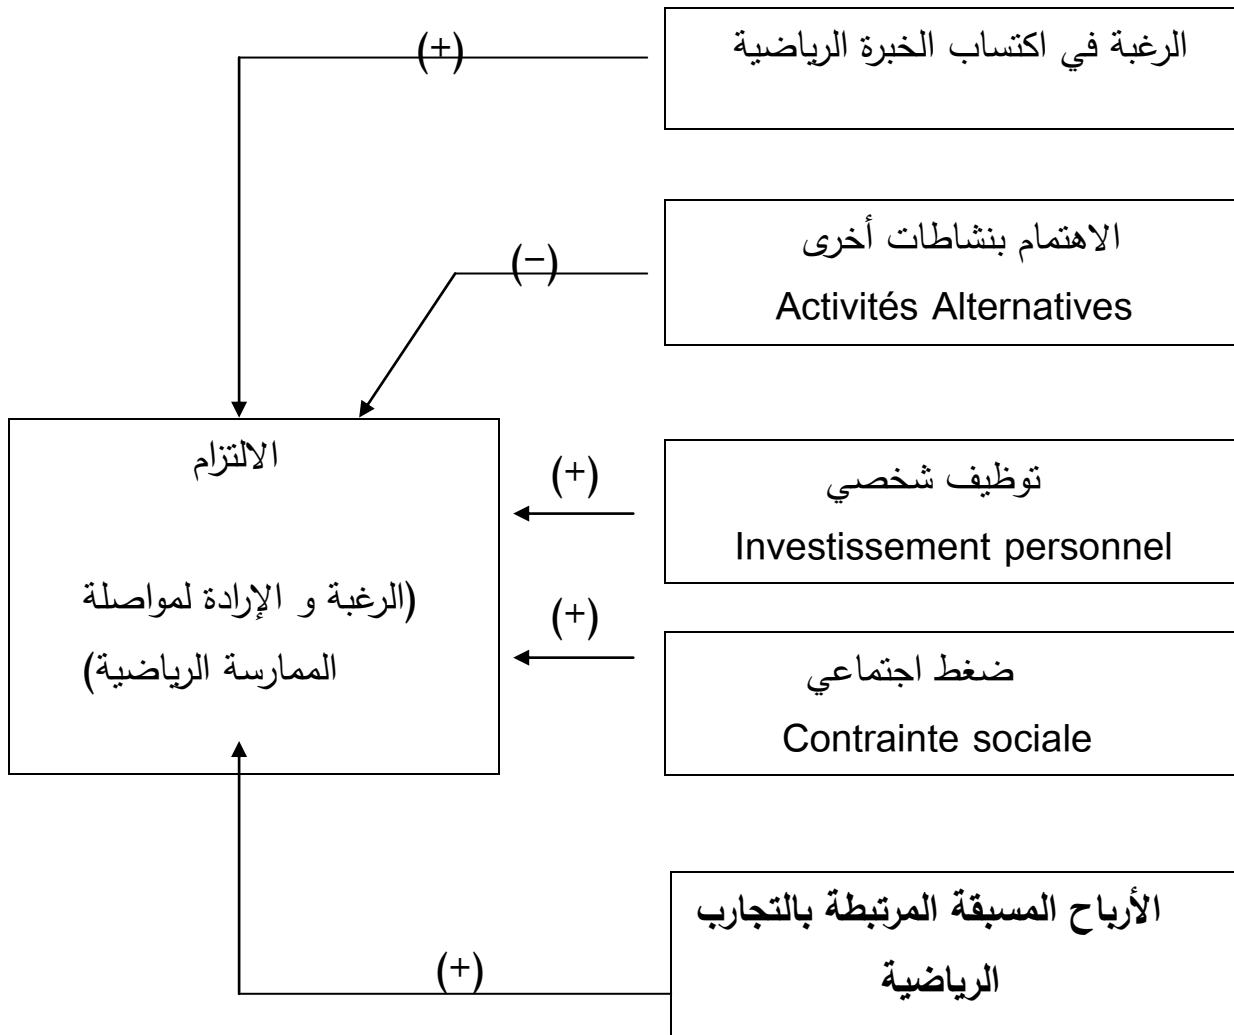 الرغبة في اكتساب الخبرة الرياضية
(+)
الاهتمام بنشاطات أخرى
Activités Alternatives
(−)
الالتزام
(الرغبة و الإرادة لمواصلة
الممارسة الرياضية)
(+)
توظيف شخصي
Investissement personnel
(+)
ضغط اجتماعي
Contrainte sociale
الأرباح المسبقة المرتبطة بالتجارب
الرياضية
(+)